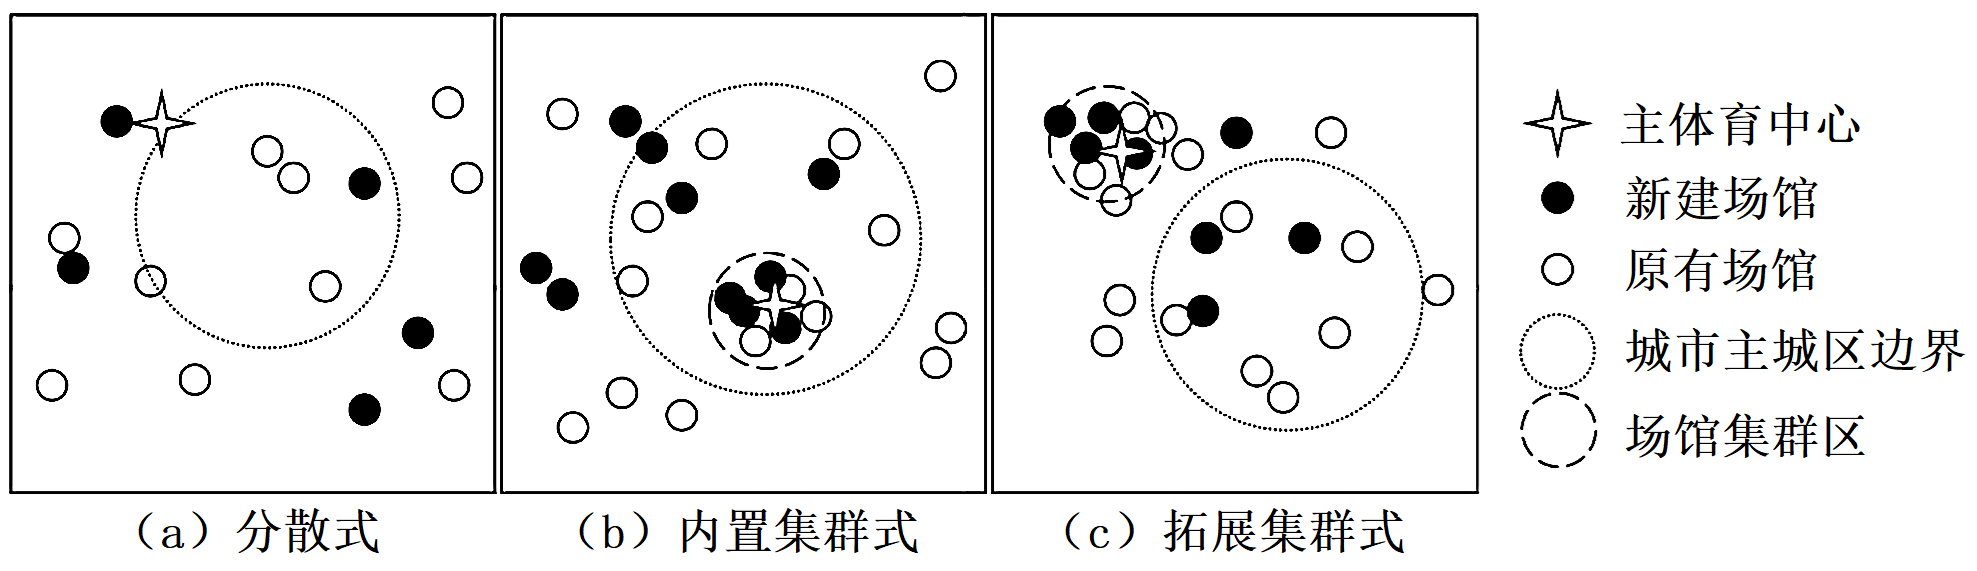 主体育中心
新建场馆
原有场馆
城市主城区边界
场馆集群区
（a）分散式
（b）内置集群式
（c）拓展集群式